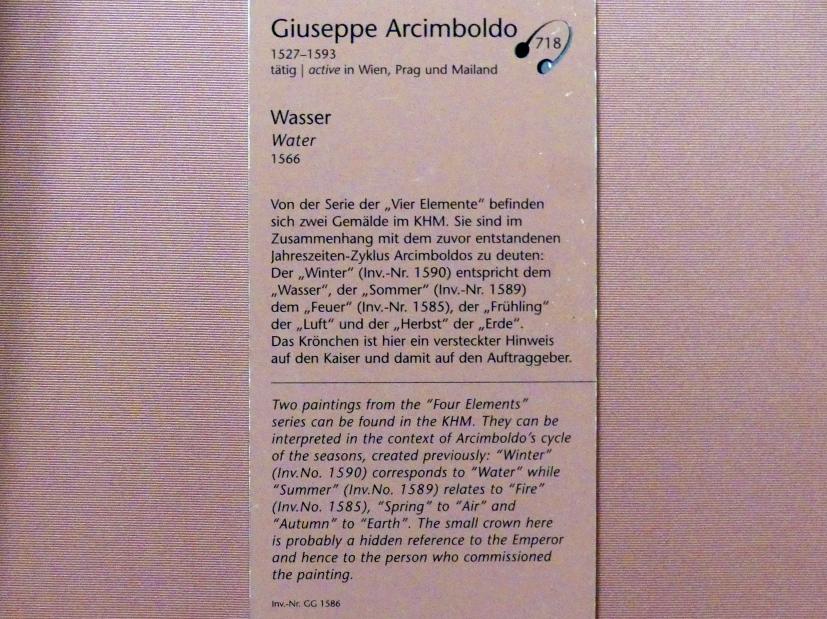 Giuseppe Arcimboldo 718
1527–1593
tätig | active in Wien, Prag und Mailand
Wasser
Water
1566
Von der Serie der „Vier Elemente“ befinden
sich zwei Gemälde im KHM. Sie sind im
Zusammenhang mit dem zuvor entstandenen
Jahreszeiten-Zyklus Arcimboldos zu deuten:
Der „Winter“ (Inv.-Nr. 1590) entspricht dem
„Wasser“, der „Sommer“ (Inv.-Nr. 1589)
dem „Feuer“ (Inv.-Nr. 1585), der „Frühling“
der „Luft“ und der „Herbst“ der „Erde“.
Das Krönchen ist hier ein versteckter Hinweis
auf den Kaiser und damit auf den Auftraggeber.
Two paintings from the “Four Elements”
series can be found in the KHM. They can be
interpreted in the context of Arcimboldo’s cycle
of the seasons, created previously: “Winter”
(Inv.No. 1590) corresponds to “Water” while
“Summer” (Inv.No. 1589) relates to “Fire”
(Inv.No. 1585), “Spring” to “Air” and
“Autumn” to “Earth”. The small crown here
is probably a hidden reference to the Emperor
and hence to the person who commissioned
the painting.
Inv.-Nr. GG 1586